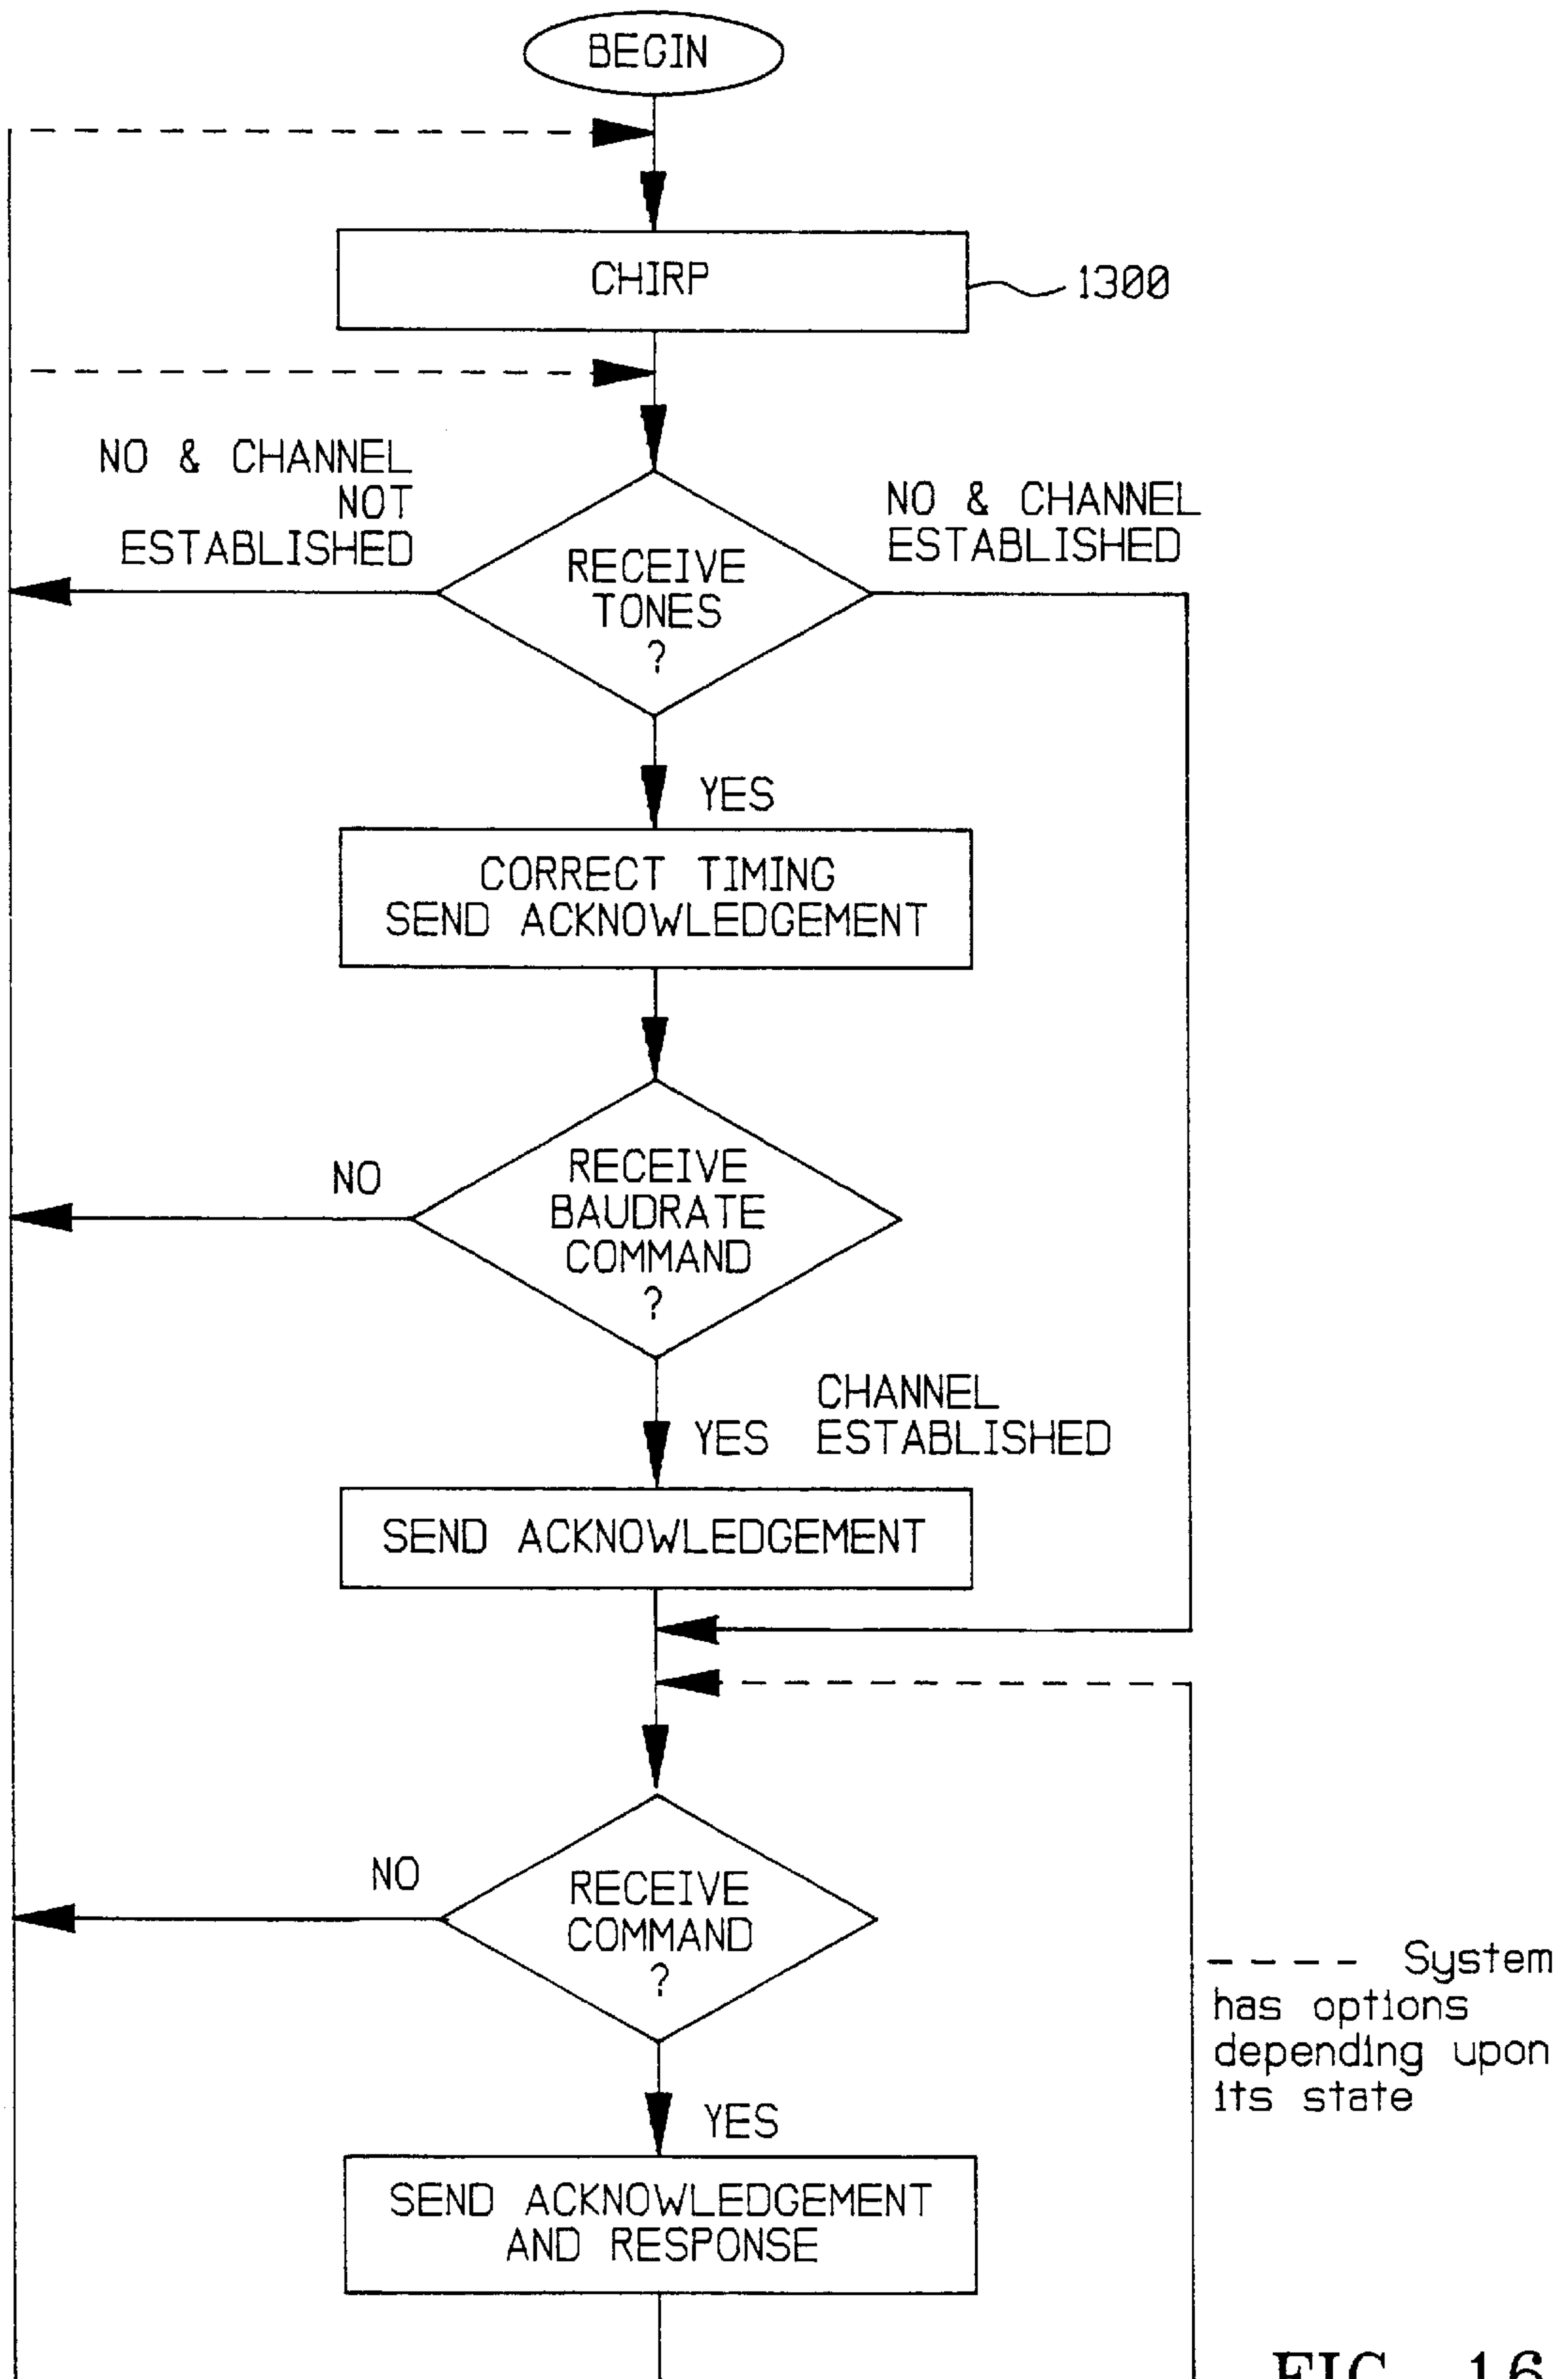 BEGIN
CHIRP
1300
NO & CHANNEL
NOT
ESTABLISHED
NO & CHANNEL
ESTABLISHED
RECEIVE
TONES
?
YES
CORRECT TIMING
SEND ACKNOWLEDGEMENT
RECEIVE
BAUDRATE
COMMAND
?
NO
CHANNEL
YES ESTABLISHED
SEND ACKNOWLEDGEMENT
NO
RECEIVE
COMMAND
?
---- System
has options
depending upon
its state
YES
SEND ACKNOWLEDGEMENT
AND RESPONSE
FIG. 16